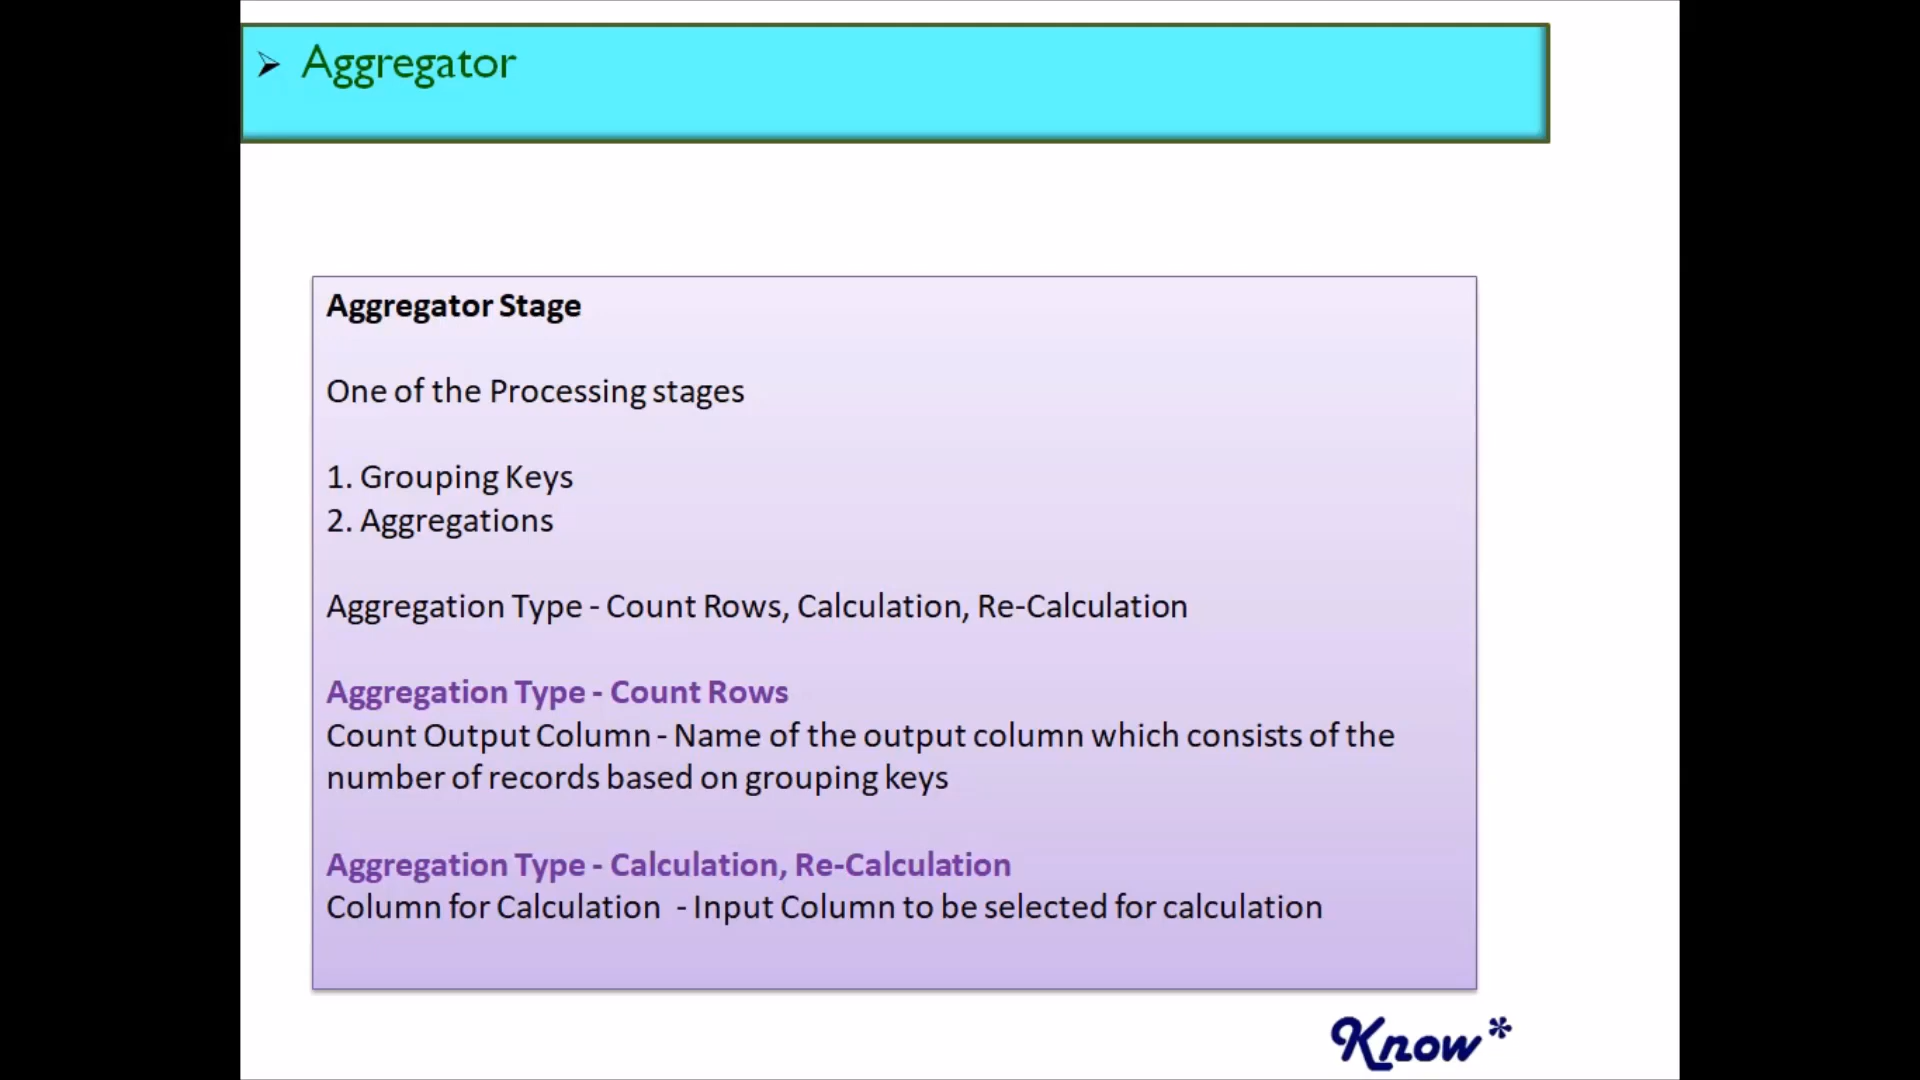 Aggregator
Aggregator Stage
One of the Processing stages
1. Grouping Keys
2. Aggregations
Aggregation Type - Count Rows, Calculation, Re-Calculation
Aggregation Type - Count Rows
Count Output Column - Name of the output column which consists of the
number of records based on grouping keys
Aggregation Type - Calculation, Re-Calculation
Column for Calculation  - Input Column to be selected for calculation
Know*